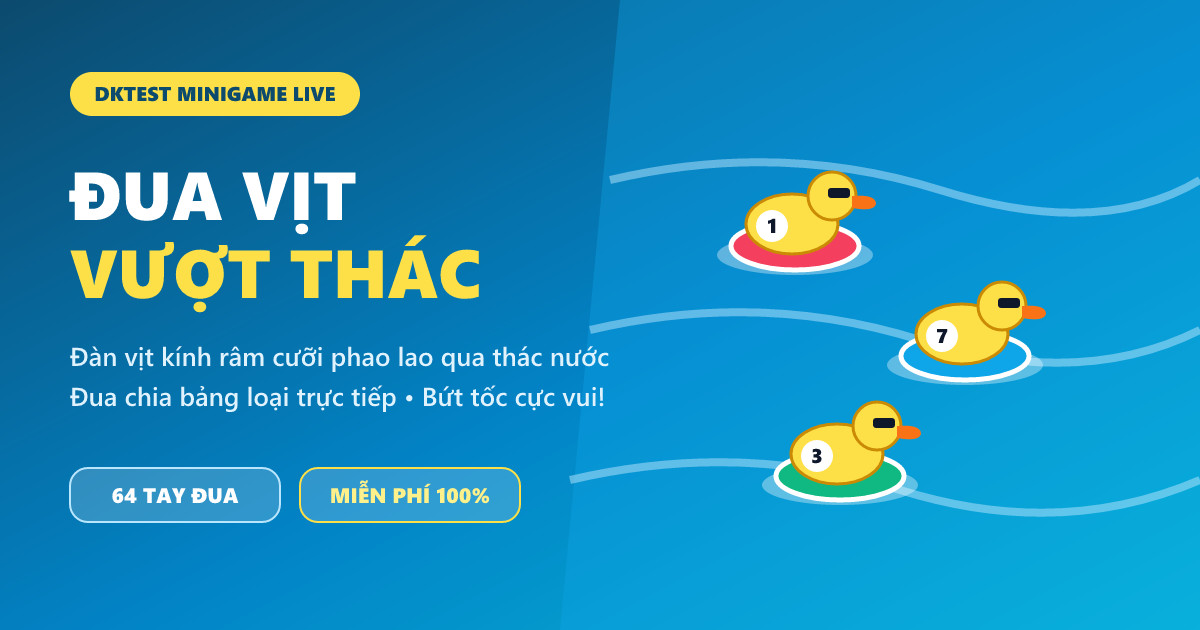 DKTEST MINIGAME LIVE
ĐUA VỊT
VƯỢT THÁC
Đàn vịt kính râm cưỡi phao lao qua thác nước
Đua chia bảng loại trực tiếp • Bứt tốc cực vui!
64 TAY ĐUA
MIỄN PHÍ 100%
1
7
3